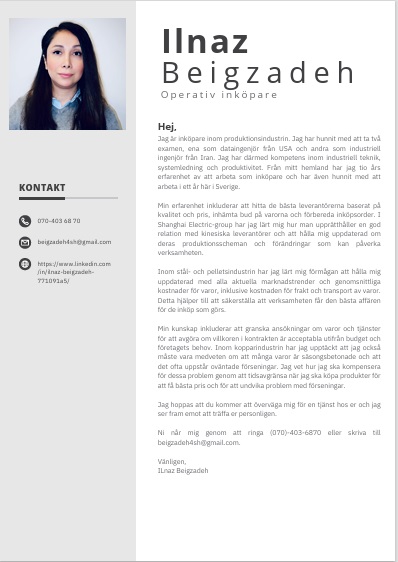 Ilnaz
Beigzadeh
Operativ inköpare
KONTAKT
070-403 68 70
beigzadeh4sh@gmail.com
https://www.linkedin.com
/in/ilnaz-beigzadeh-
771091a5/
Hej,
Jag är inköpare inom produktionsindustrin. Jag har hunnit med att ta två
examen, ena som dataingenjör från USA och andra som industriell
ingenjör från Iran. Jag har därmed kompetens inom industriell teknik,
systemledning och produktivitet. Från mitt hemland har jag tio års
erfarenhet av att arbeta som inköpare och har även hunnit med att
arbeta i ett år här i Sverige.
Min erfarenhet inkluderar att hitta de bästa leverantörerna baserat på
kvalitet och pris, inhämta bud på varorna och förbereda inköpsorder. I
Shanghai Electric-group har jag lärt mig hur man upprätthåller en god
relation med kinesiska leverantörer och att hålla mig uppdaterad om
deras produktionsscheman och förändringar som kan påverka
verksamheten.
Inom stål- och pelletsindustrin har jag lärt mig förmågan att hålla mig
uppdaterad med alla aktuella marknadstrender och genomsnittliga
kostnader för varor, inklusive kostnaden för frakt och transport av varor.
Detta hjälper till att säkerställa att verksamheten får den bästa affären
för de inköp som görs.
Min kunskap inkluderar att granska ansökningar om varor och tjänster
för att avgöra om villkoren i kontrakten är acceptabla utifrån budget och
företagets behov. Inom kopparindustrin har jag upptäckt att jag också
måste vara medveten om att många varor är säsongsbetonade och att
det ofta uppstår oväntade förseningar. Jag vet hur jag ska kompensera
för dessa problem genom att tidsavgränsa när jag ska köpa produkter för
att få bästa pris och för att undvika problem med förseningar.
Jag hoppas att du kommer att överväga mig för en tjänst hos er och jag
ser fram emot att träffa er personligen.
Ni når mig genom att ringa (070)-403-6870 eller skriva till
beigzadeh4sh@gmail.com.
Vänligen,
ILnaz Beigzadeh